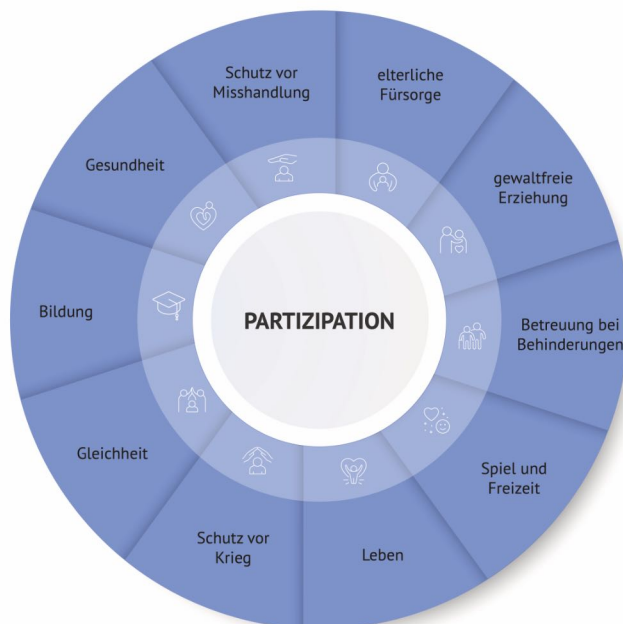 Schutz vor
Misshandlung
elterliche
Fürsorge
gewaltfreie
Erziehung
Betreuung bei
Behinderungen
Spiel und
Freizeit
Leben
Schutz vor
Krieg
Gleichheit
Bildung
Gesundheit
PARTIZIPATION